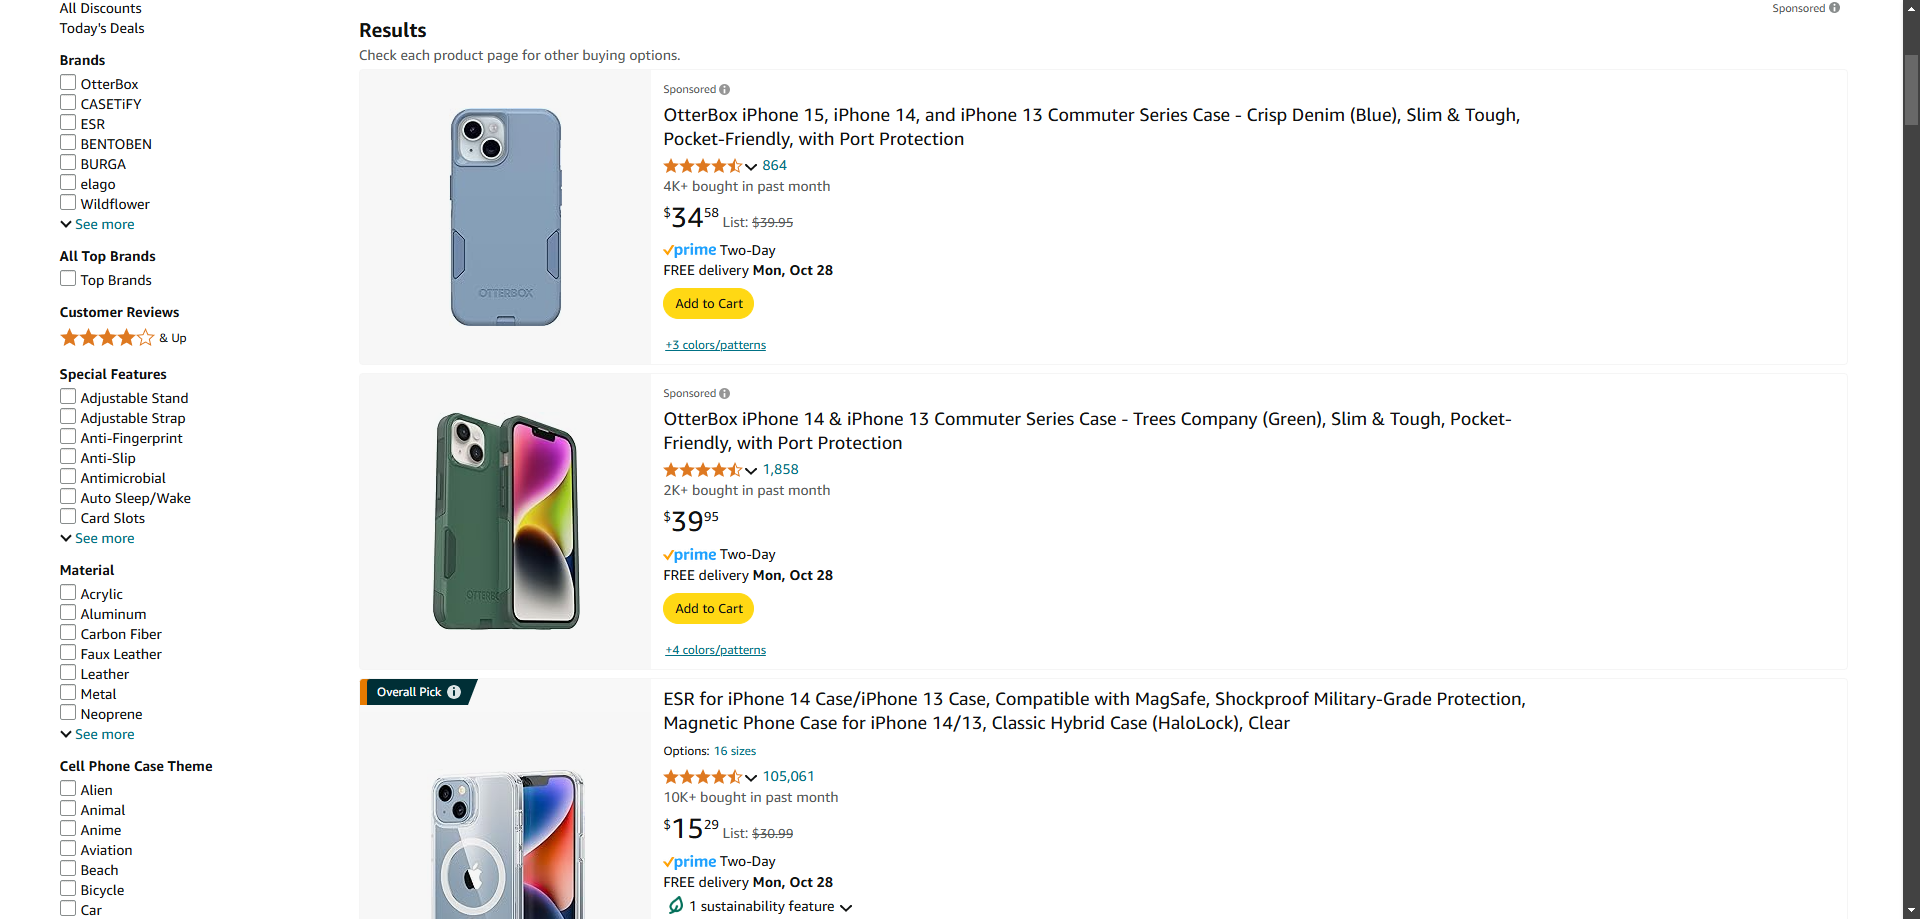 All Discounts
Today's Deals
Brands
OtterBox
CASETiFY
ESR
BENTOBEN
BURGA
elago
Wildflower
See more
All Top Brands
Top Brands
Customer Reviews
& Up
Special Features
Adjustable Stand
Adjustable Strap
Anti-Fingerprint
Anti-Slip
Antimicrobial
Auto Sleep/Wake
Card Slots
See more
Material
Acrylic
Aluminum
Carbon Fiber
Faux Leather
Leather
Metal
Neoprene
See more
Cell Phone Case Theme
Alien
Animal
Anime
Aviation
Beach
Bicycle
Car
Sponsored
Results
Check each product page for other buying options.
OTTERBOX
Sponsored
OtterBox iPhone 15, iPhone 14, and iPhone 13 Commuter Series Case - Crisp Denim (Blue), Slim & Tough,
Pocket-Friendly, with Port Protection
864
4K+ bought in past month
$34 58 List: $39.95
prime Two-Day
FREE delivery Mon, Oct 28
Add to Cart
+3 colors/patterns
OTTERBO
Sponsored
OtterBox iPhone 14 & iPhone 13 Commuter Series Case - Trees Company (Green), Slim & Tough, Pocket-
Friendly, with Port Protection
1,858
2K+ bought in past month
$39 95
prime Two-Day
FREE delivery Mon, Oct 28
Add to Cart
+4 colors/patterns
Overall Pick
ESR for iPhone 14 Case/iPhone 13 Case, Compatible with MagSafe, Shockproof Military-Grade Protection,
Magnetic Phone Case for iPhone 14/13, Classic Hybrid Case (HaloLock), Clear
Options: 16 sizes
105,061
10K+ bought in past month
$15 29 List: $30.99
prime Two-Day
FREE delivery Mon, Oct 28
1 sustainability feature